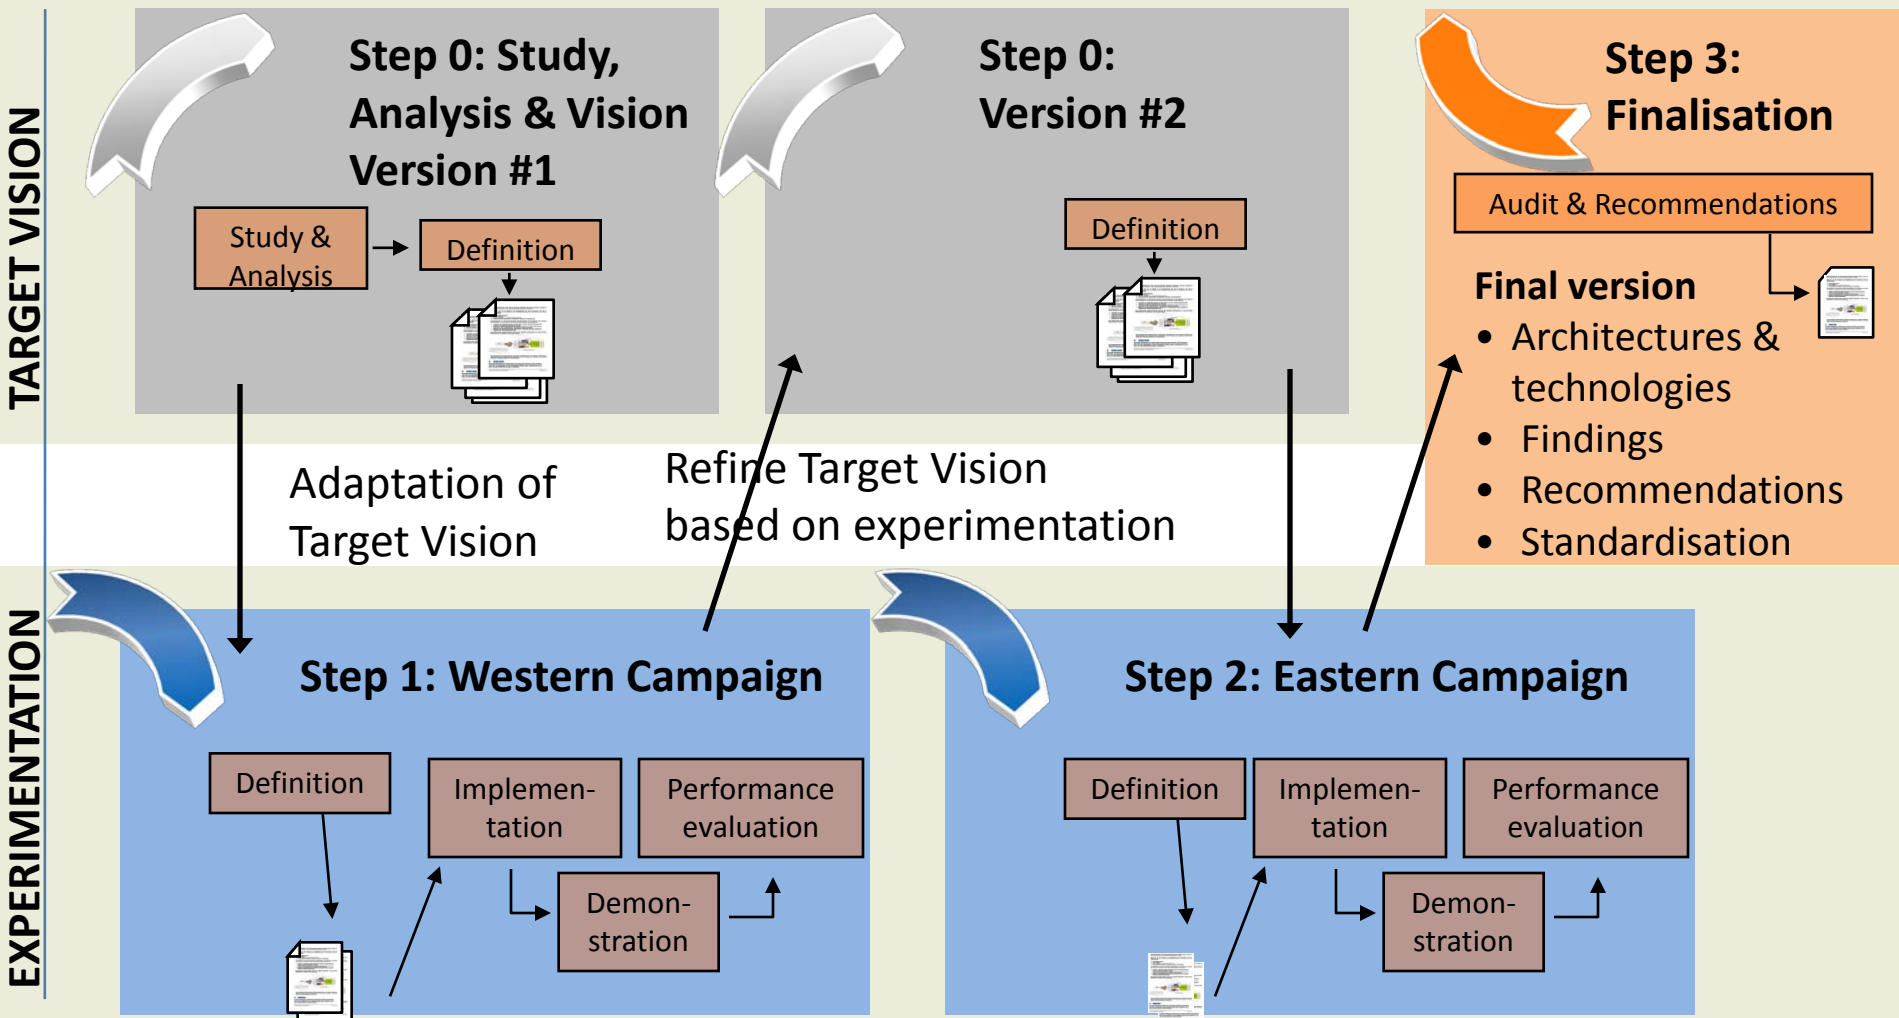 TARGET VISION
Step 0: Study,
Analysis & Vision
Version #1
Study &
Analysis
Definition
Step 0:
Version #2
Definition
Step 3:
Finalisation
Audit & Recommendations
Final version
• Architectures &
technologies
• Findings
• Recommendations
• Standardisation
Adaptation of
Target Vision
Refine Target Vision
based on experimentation
EXPERIMENTATION
Step 1: Western Campaign
Definition
Implemen-
tation
Performance
evaluation
Demon-
stration
Step 2: Eastern Campaign
Definition
Implemen-
tation
Performance
evaluation
Demon-
stration